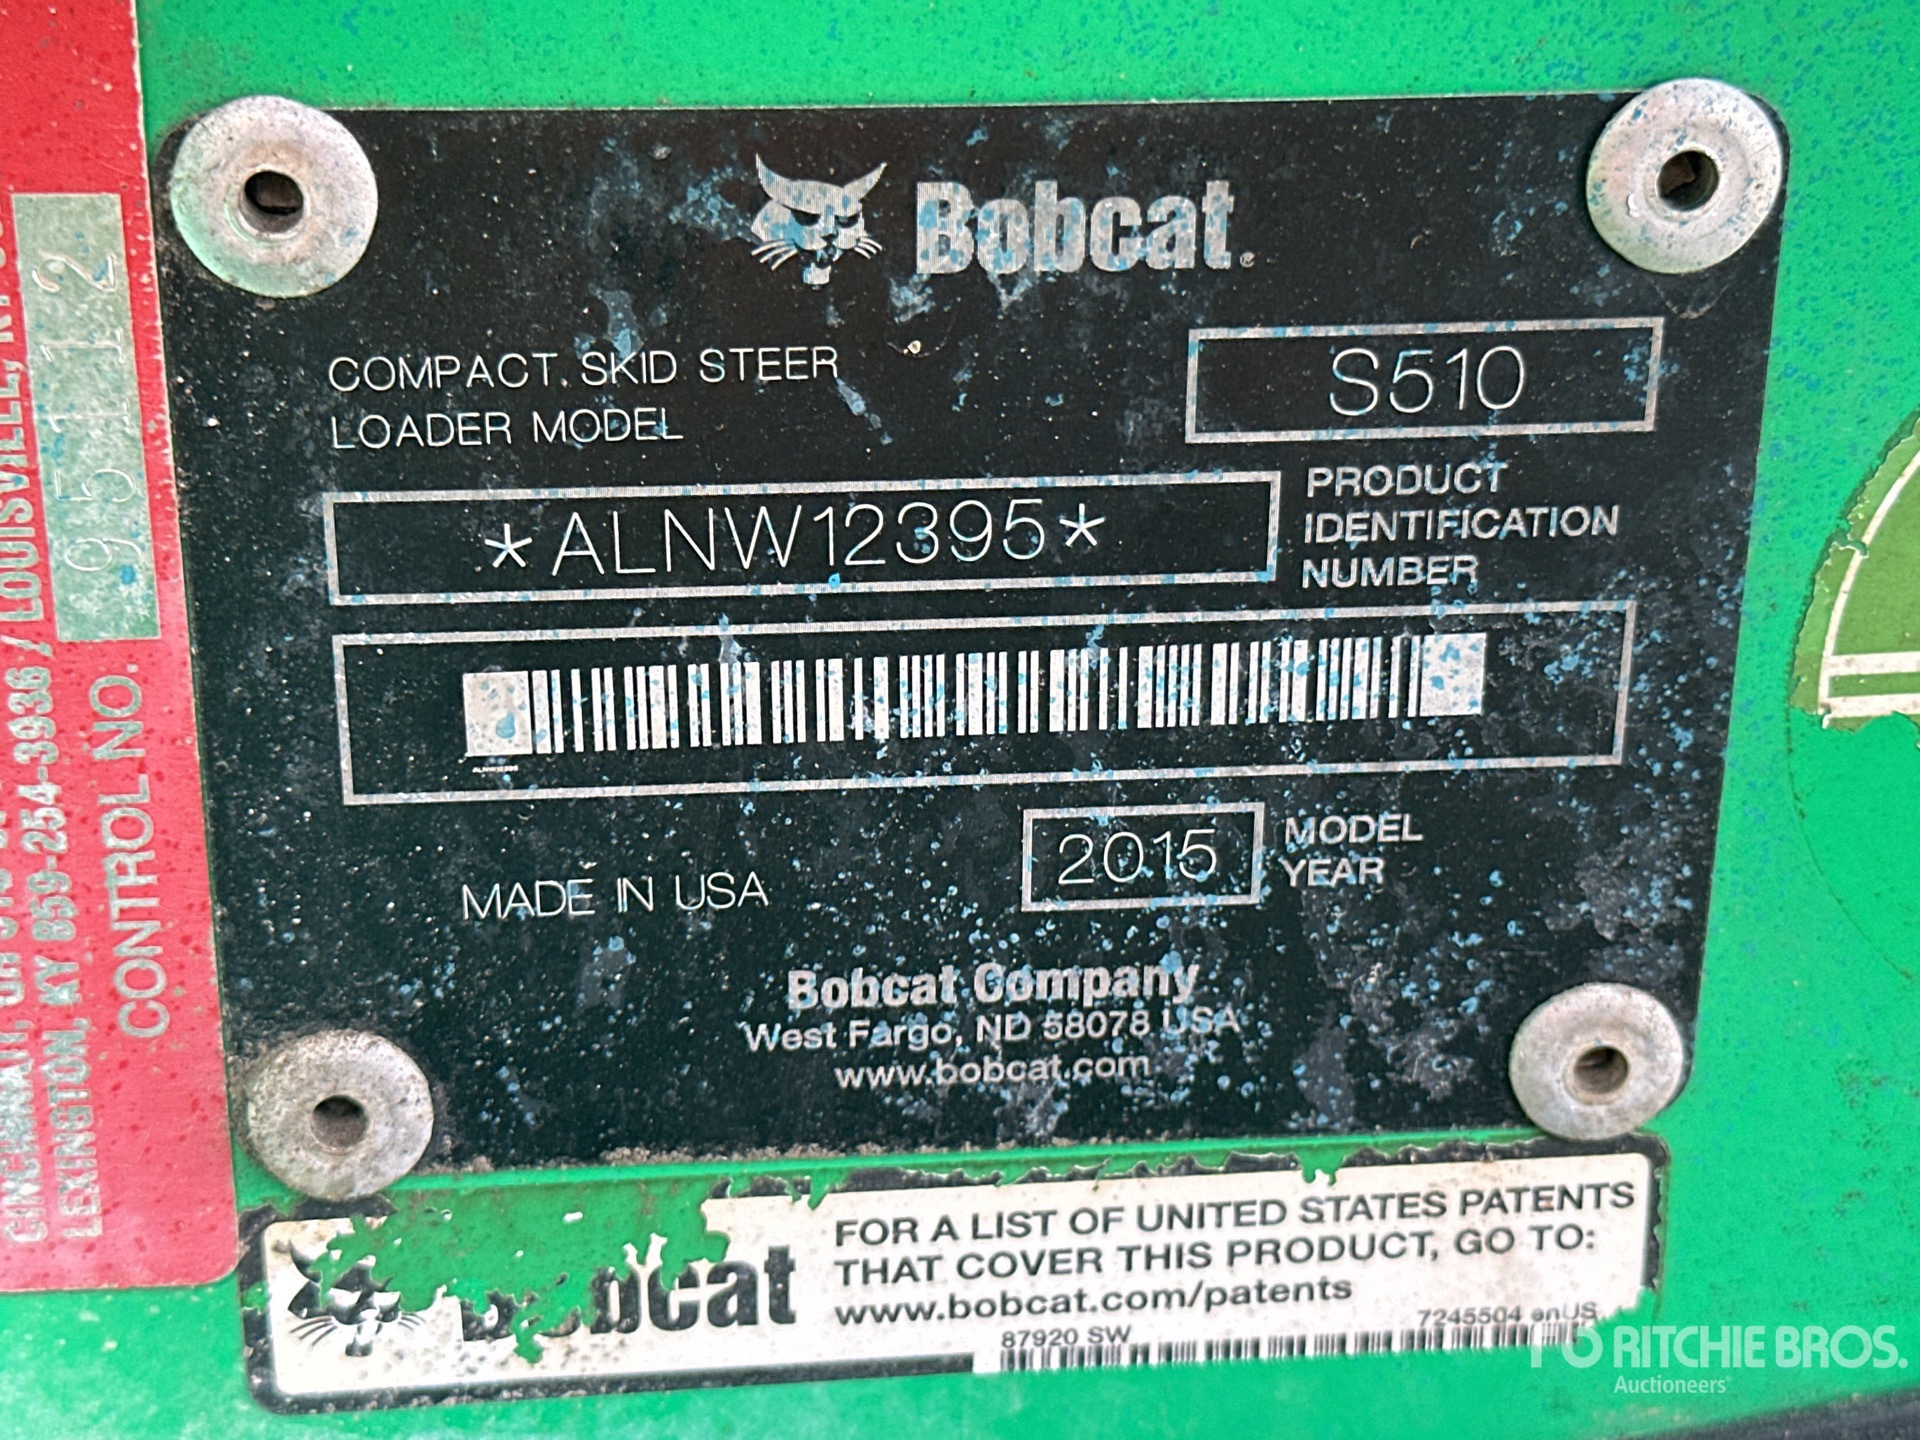 Bobcat
COMPACT SKID STEER
LOADER MODEL
S510
*ALNW12395*
PRODUCT
IDENTIFICATION
NUMBER
ALNW12395
2015
MODEL
YEAR
MADE IN USA
Bobcat Company
West Fargo, ND 58078 USA
www.bobcat.com
FOR A LIST OF UNITED STATES PATENTS
THAT COVER THIS PRODUCT, GO TO:
www.bobcat.com/patents
87920 SW
7245504 enUS
LOUISVILLE,
LEXINGTON, KY 859-254-3936 /
CONTROL NO.
95112
RITCHIE BROS.
Auctioneers